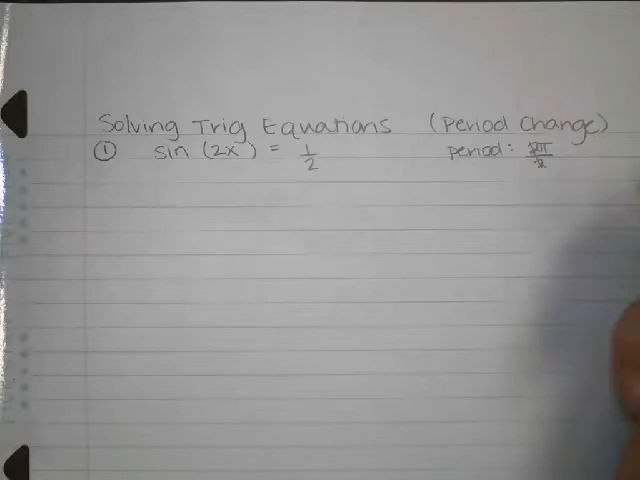 Solving Trig Equations (Period Change)
① sin (2x) = 1/2 period: 2π/2